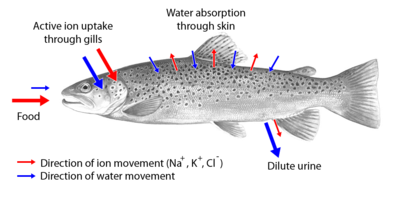 Water absorption
through skin
Active ion uptake
through gills
Food
Dilute urine
Direction of ion movement (Na⁺, K⁺, Cl⁻)
Direction of water movement